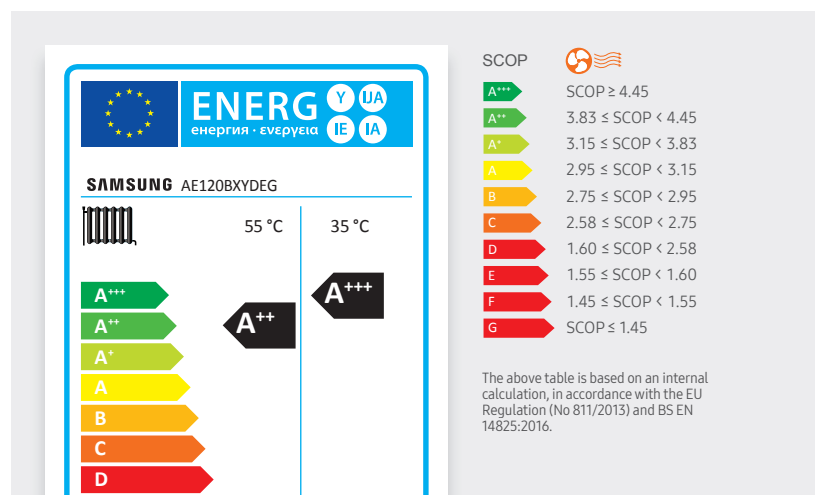 ENERG Y IJA
енергия · ενεργεια IE IA
SAMSUNG AE120BXYDEG
55 °C 35 °C
A+++
A++
A+
A
B
C
D
A++
A+++
SCOP
A+++ SCOP ≥ 4.45
A++ 3.83 ≤ SCOP < 4.45
A+ 3.15 ≤ SCOP < 3.83
A 2.95 ≤ SCOP < 3.15
B 2.75 ≤ SCOP < 2.95
C 2.58 ≤ SCOP < 2.75
D 1.60 ≤ SCOP < 2.58
E 1.55 ≤ SCOP < 1.60
F 1.45 ≤ SCOP < 1.55
G SCOP ≤ 1.45
The above table is based on an internal
calculation, in accordance with the EU
Regulation (No 811/2013) and BS EN
14825:2016.